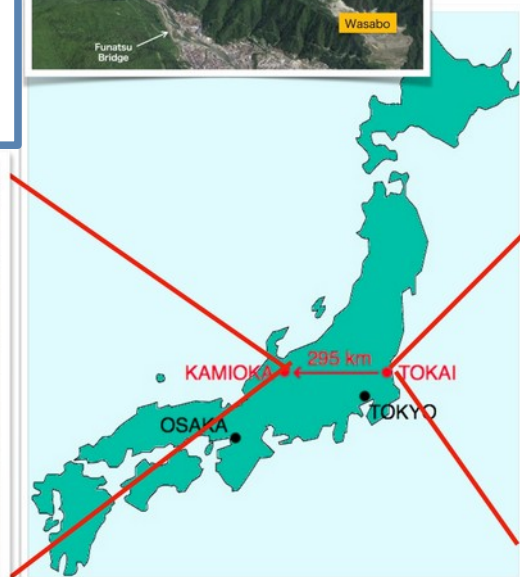 Wasabo
Funatsu
Bridge
295 km
KAMIOKA
TOKAI
TOKYO
OSAKA